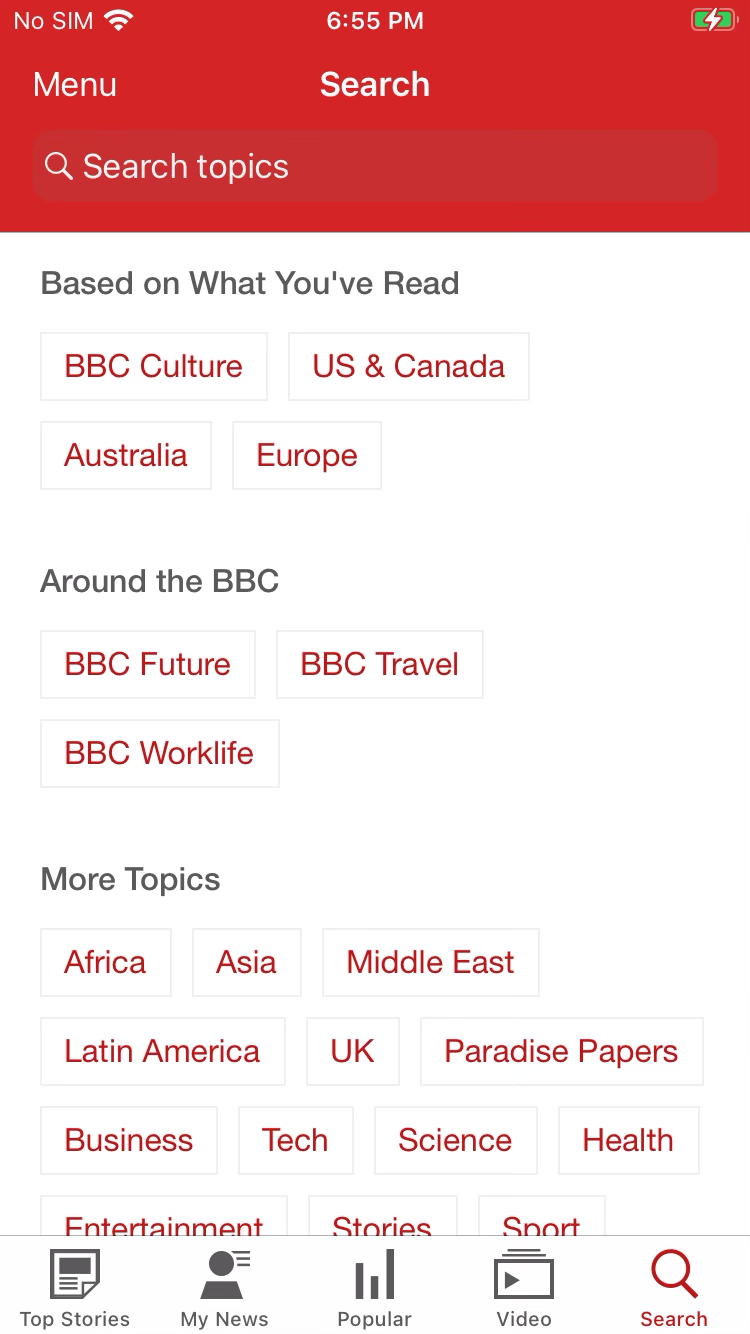 No SIM 6:55 PM
Menu Search
Search topics
Based on What You've Read
BBC Culture US & Canada
Australia Europe
Around the BBC
BBC Future BBC Travel
BBC Worklife
More Topics
Africa Asia Middle East
Latin America UK Paradise Papers
Business Tech Science Health
Entertainment Stories Sport
Top Stories My News Popular Video Search